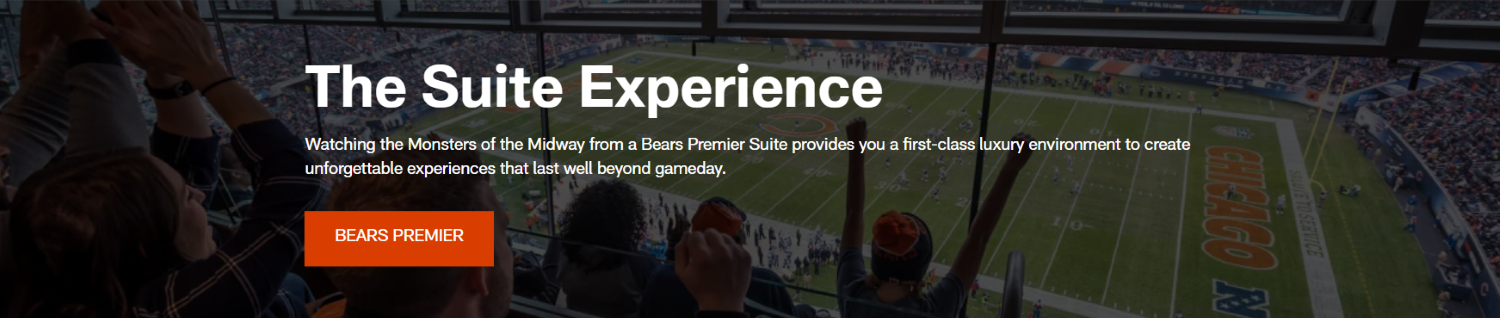 The Suite Experience
Watching the Monsters of the Midway from a Bears Premier Suite provides you a first-class luxury environment to create
unforgettable experiences that last well beyond gameday.
BEARS PREMIER
CHICAGO
10